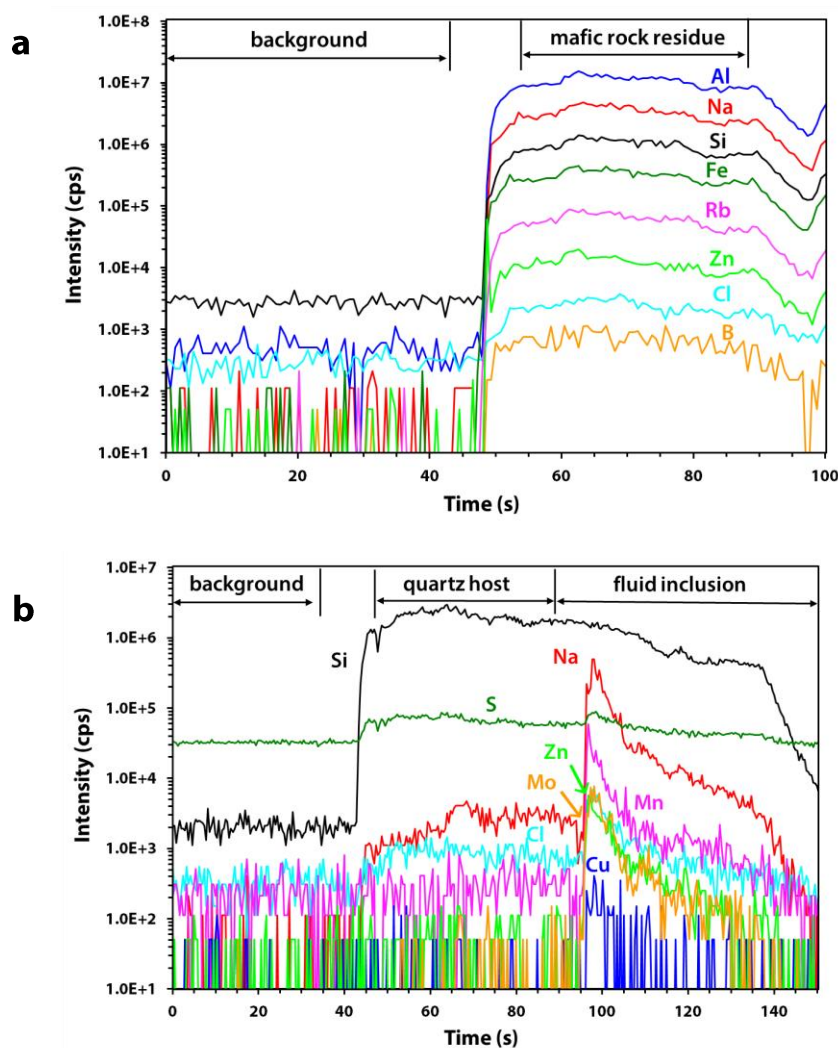 a
1.0E+8
1.0E+7
1.0E+6
1.0E+5
1.0E+4
1.0E+3
1.0E+2
1.0E+1
Intensity (cps)
background
mafic rock residue
Al
Na
Si
Fe
Rb
Zn
Cl
B
0 20 40 60 80 100
Time (s)
b
1.0E+7
1.0E+6
1.0E+5
1.0E+4
1.0E+3
1.0E+2
1.0E+1
Intensity (cps)
background
quartz host
fluid inclusion
Si
Na
S
Zn
Mo
Mn
Cl
Cu
0 20 40 60 80 100 120 140
Time (s)